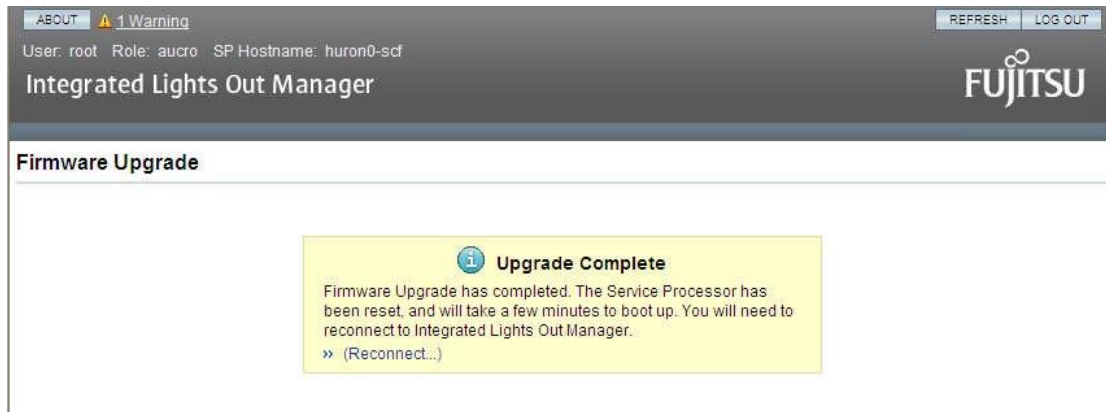 ABOUT 1 Warning REFRESH LOG OUT
User: root Role: aucro SP Hostname: huron0-scf
Integrated Lights Out Manager
FUJITSU
Firmware Upgrade
Upgrade Complete
Firmware Upgrade has completed. The Service Processor has
been reset, and will take a few minutes to boot up. You will need to
reconnect to Integrated Lights Out Manager.
» (Reconnect...)